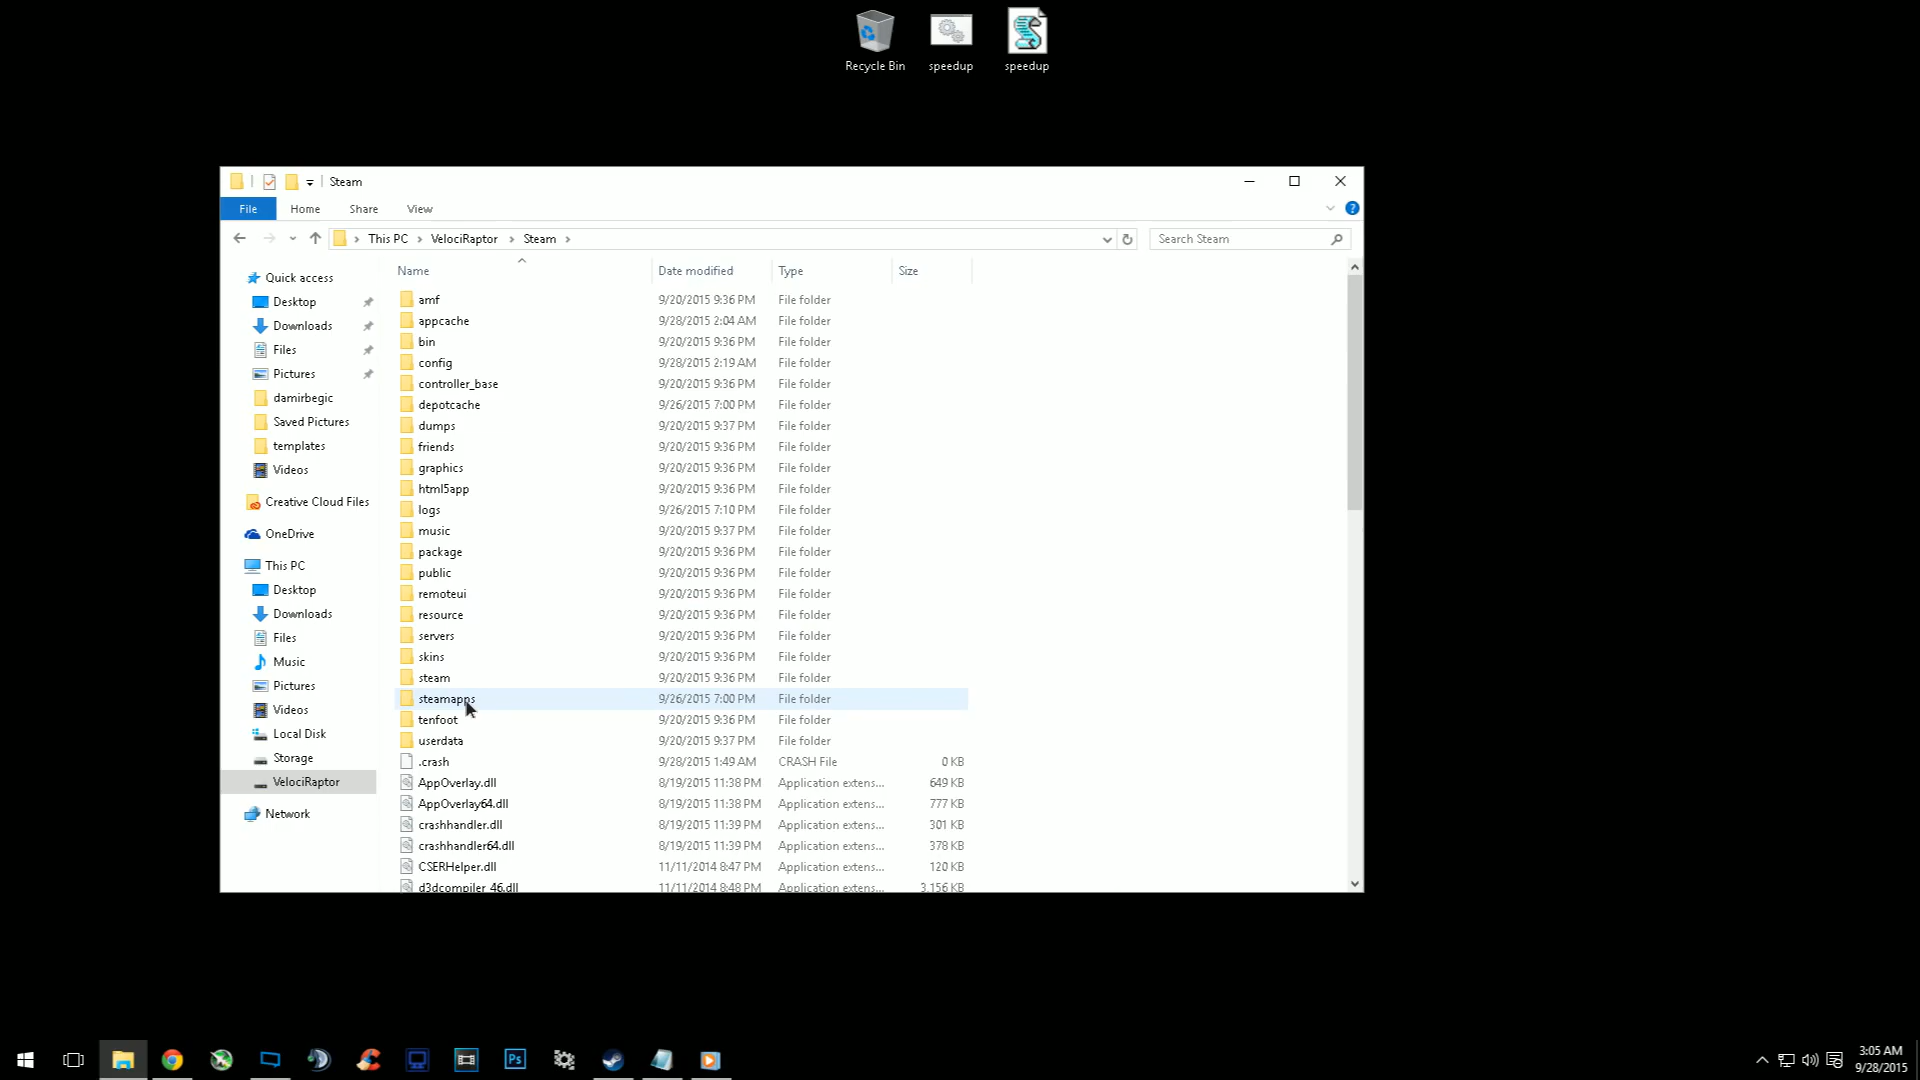 Recycle Bin
speedup
speedup
Steam
File
Home
Share
View
This PC
VelociRaptor
Steam
Search Steam
Name
Date modified
Type
Size
Quick access
Desktop
Downloads
Files
Pictures
damirbegic
Saved Pictures
templates
Videos
Creative Cloud Files
OneDrive
This PC
Desktop
Downloads
Files
Music
Pictures
Videos
Local Disk
Storage
VelociRaptor
Network
amf 9/20/2015 9:36 PM File folder
appcache 9/28/2015 2:04 AM File folder
bin 9/20/2015 9:36 PM File folder
config 9/28/2015 2:19 AM File folder
controller_base 9/20/2015 9:36 PM File folder
depotcache 9/26/2015 7:00 PM File folder
dumps 9/20/2015 9:37 PM File folder
friends 9/20/2015 9:36 PM File folder
graphics 9/20/2015 9:36 PM File folder
html5app 9/20/2015 9:36 PM File folder
logs 9/26/2015 7:10 PM File folder
music 9/20/2015 9:37 PM File folder
package 9/20/2015 9:36 PM File folder
public 9/20/2015 9:36 PM File folder
remoteui 9/20/2015 9:36 PM File folder
resource 9/20/2015 9:36 PM File folder
servers 9/20/2015 9:36 PM File folder
skins 9/20/2015 9:36 PM File folder
steam 9/20/2015 9:36 PM File folder
steamapps 9/26/2015 7:00 PM File folder
tenfoot 9/20/2015 9:36 PM File folder
userdata 9/20/2015 9:37 PM File folder
.crash 9/28/2015 1:49 AM CRASH File 0 KB
AppOverlay.dll 8/19/2015 11:38 PM Application extens... 649 KB
AppOverlay64.dll 8/19/2015 11:38 PM Application extens... 777 KB
crashhandler.dll 8/19/2015 11:39 PM Application extens... 301 KB
crashhandler64.dll 8/19/2015 11:39 PM Application extens... 378 KB
CSERHelper.dll 11/11/2014 8:47 PM Application extens... 120 KB
d3dcompiler_46.dll 11/11/2014 8:48 PM Application extens... 3,156 KB
Ps
3:05 AM
9/28/2015